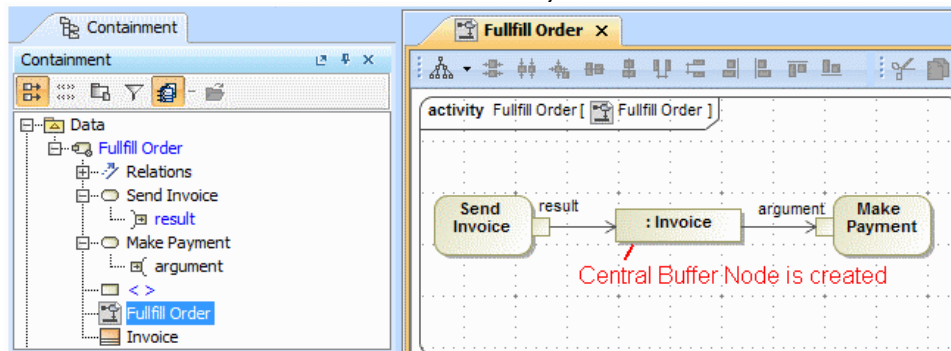 Containment
Containment
Data
Fullfill Order
Relations
Send Invoice
result
Make Payment
argument
< >
Fullfill Order
Invoice
Fullfill Order X
activity Fullfill Order [ Fullfill Order ]
Send Invoice
result
: Invoice
argument
Make Payment
Central Buffer Node is created